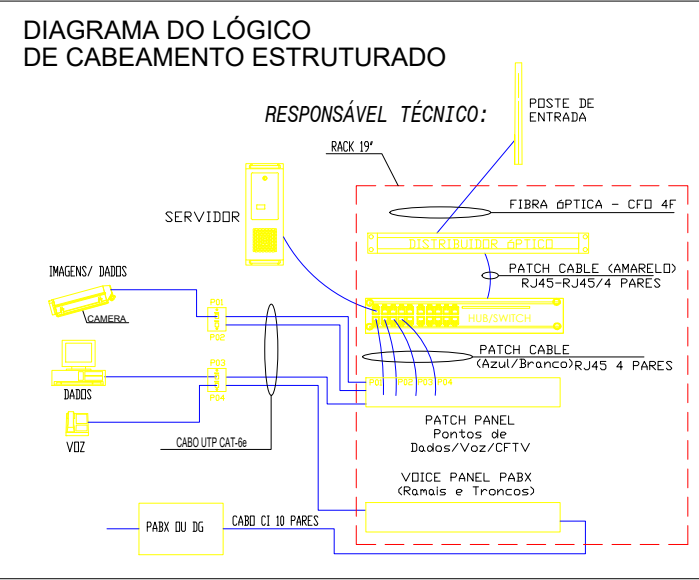 DIAGRAMA DO LÓGICO
DE CABEAMENTO ESTRUTURADO
RESPONSÁVEL TÉCNICO:
POSTE DE
ENTRADA
RACK 19"
FIBRA ÓPTICA - CFO 4F
SERVIDOR
DISTRIBUIDOR ÓPTICO
PATCH CABLE (AMARELO)
RJ45-RJ45/4 PARES
IMAGENS/ DADOS
CAMERA
P01
P02
HUB/SWITCH
PATCH CABLE
(Azul/Branco)RJ45 4 PARES
P03
P04
P01 P02 P03 P04
DADOS
VOZ
CABO UTP CAT-6e
PATCH PANEL
Pontos de
Dados/Voz/CFTV
VOICE PANEL PABX
(Ramais e Troncos)
PABX OU DG
CABO CI 10 PARES